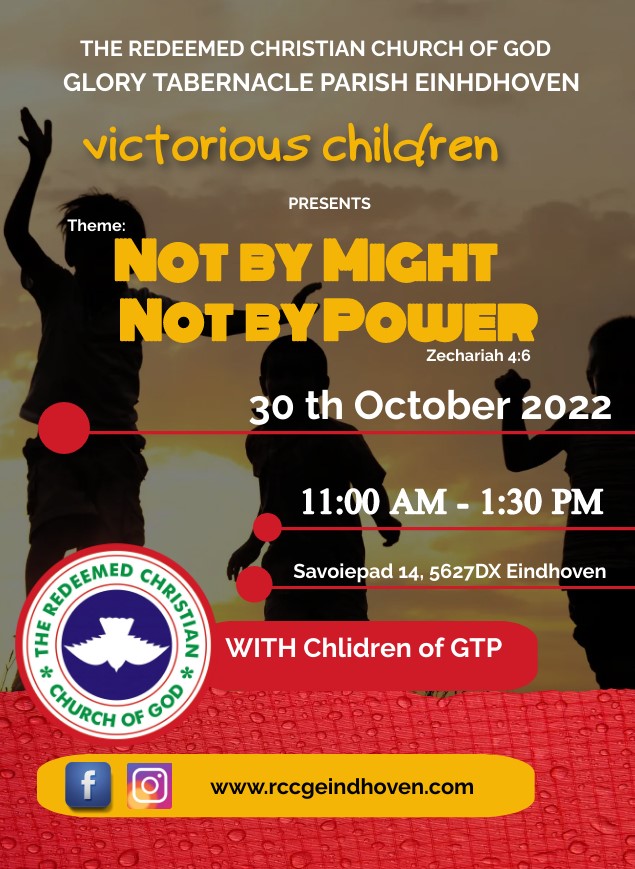 THE REDEEMED CHRISTIAN CHURCH OF GOD
GLORY TABERNACLE PARISH EINHDHOVEN
victorious children
PRESENTS
Theme:
NOT BY MIGHT
NOT BY POWER
Zechariah 4:6
30 th October 2022
11:00 AM - 1:30 PM
Savoiepad 14, 5627DX Eindhoven
THE REDEEMED CHRISTIAN
* CHURCH OF GOD *
WITH Chlidren of GTP
f
www.rccgeindhoven.com